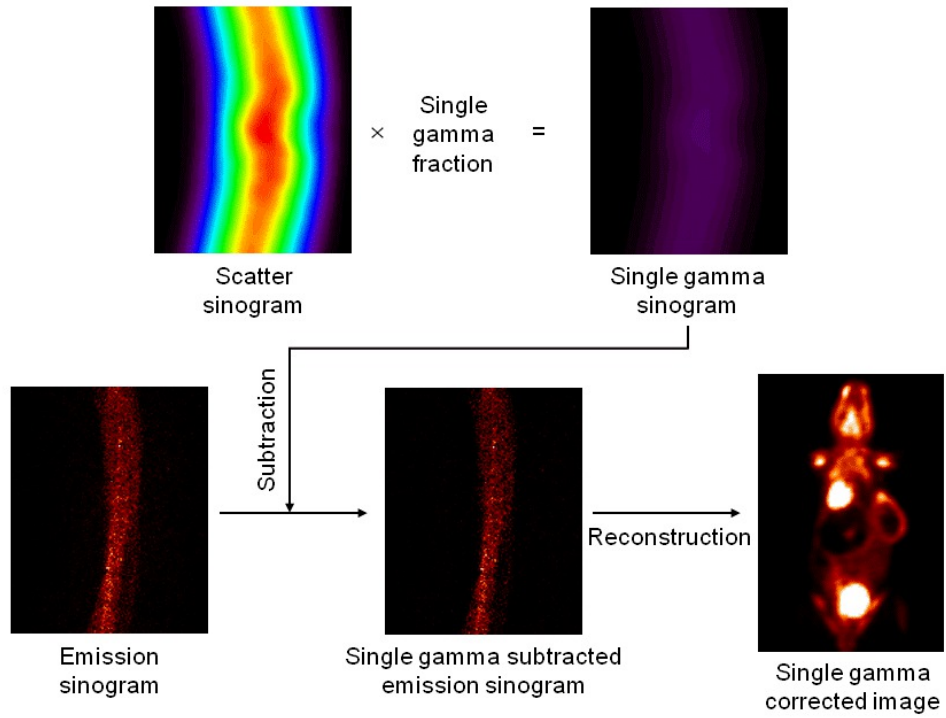 ×
Single
gamma
fraction
=
Scatter
sinogram
Single gamma
sinogram
Subtraction
Reconstruction
Emission
sinogram
Single gamma subtracted
emission sinogram
Single gamma
corrected image